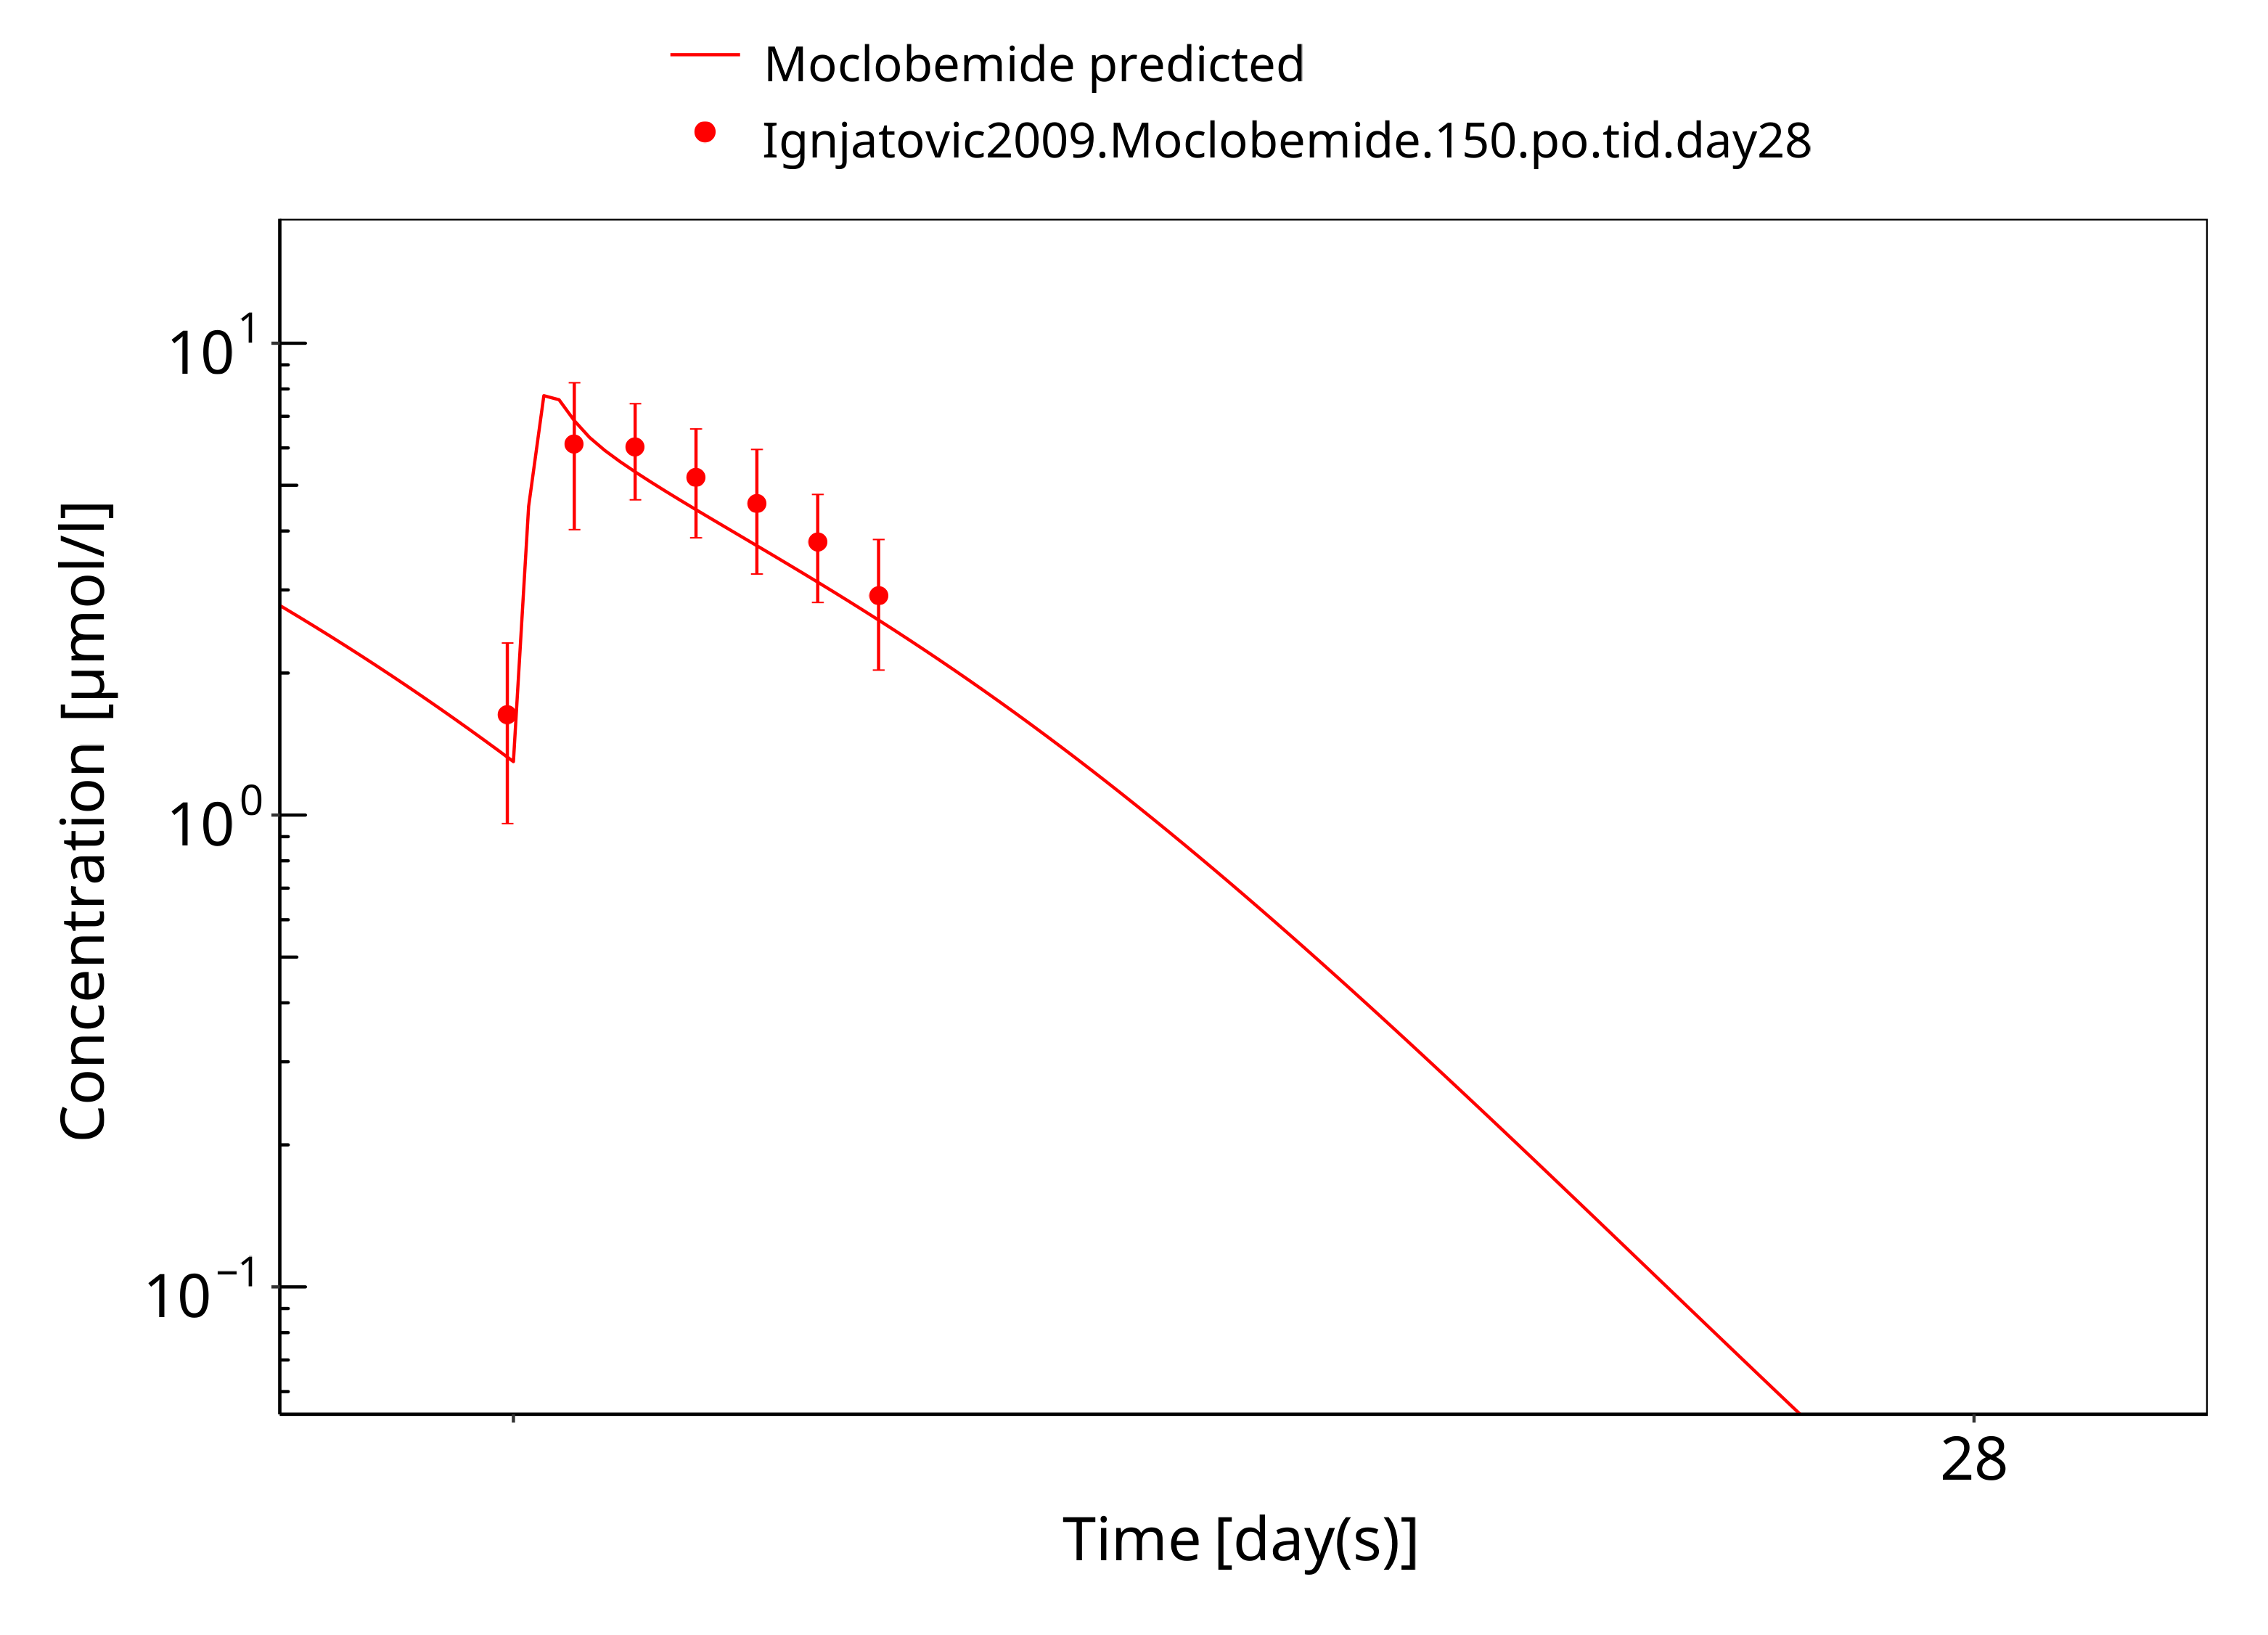 Moclobemide predicted
Ignjatovic2009.Moclobemide.150.po.tid.day28
10^1
10^0
10^−1
Concentration [µmol/l]
28
Time [day(s)]